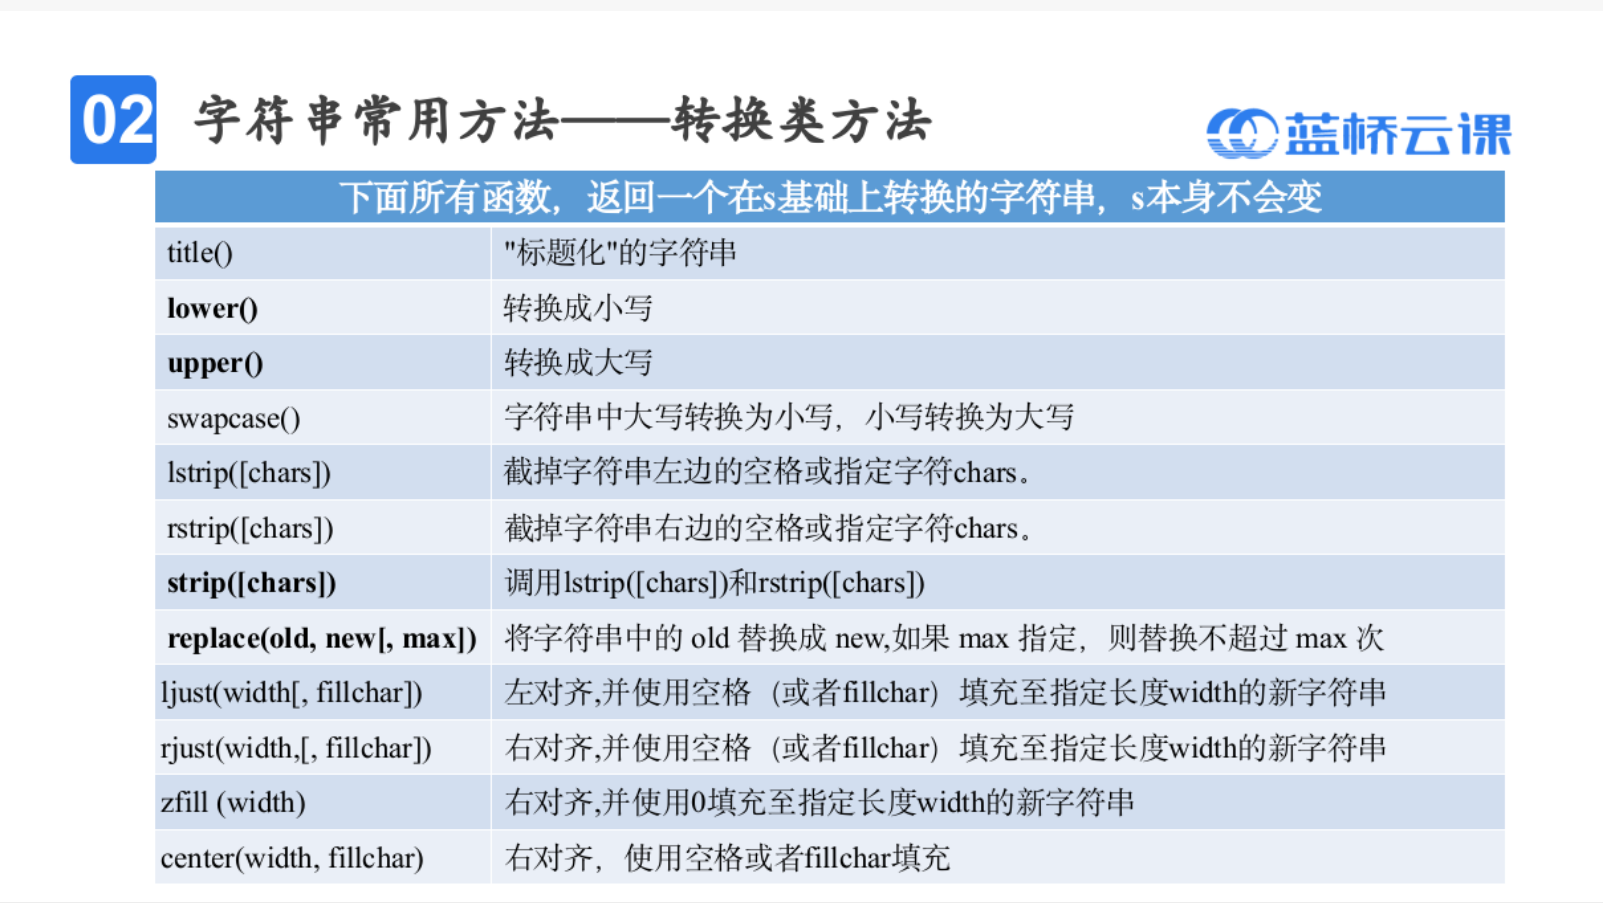 02 字符串常用方法——转换类方法
蓝桥云课
下面所有函数，返回一个在s基础上转换的字符串，s本身不会变
title() "标题化"的字符串
lower() 转换成小写
upper() 转换成大写
swapcase() 字符串中大写转换为小写，小写转换为大写
lstrip([chars]) 截掉字符串左边的空格或指定字符chars。
rstrip([chars]) 截掉字符串右边的空格或指定字符chars。
strip([chars]) 调用lstrip([chars])和rstrip([chars])
replace(old, new[, max]) 将字符串中的 old 替换成 new,如果 max 指定，则替换不超过 max 次
ljust(width[, fillchar]) 左对齐,并使用空格（或者fillchar）填充至指定长度width的新字符串
rjust(width,[, fillchar]) 右对齐,并使用空格（或者fillchar）填充至指定长度width的新字符串
zfill (width) 右对齐,并使用0填充至指定长度width的新字符串
center(width, fillchar) 右对齐，使用空格或者fillchar填充